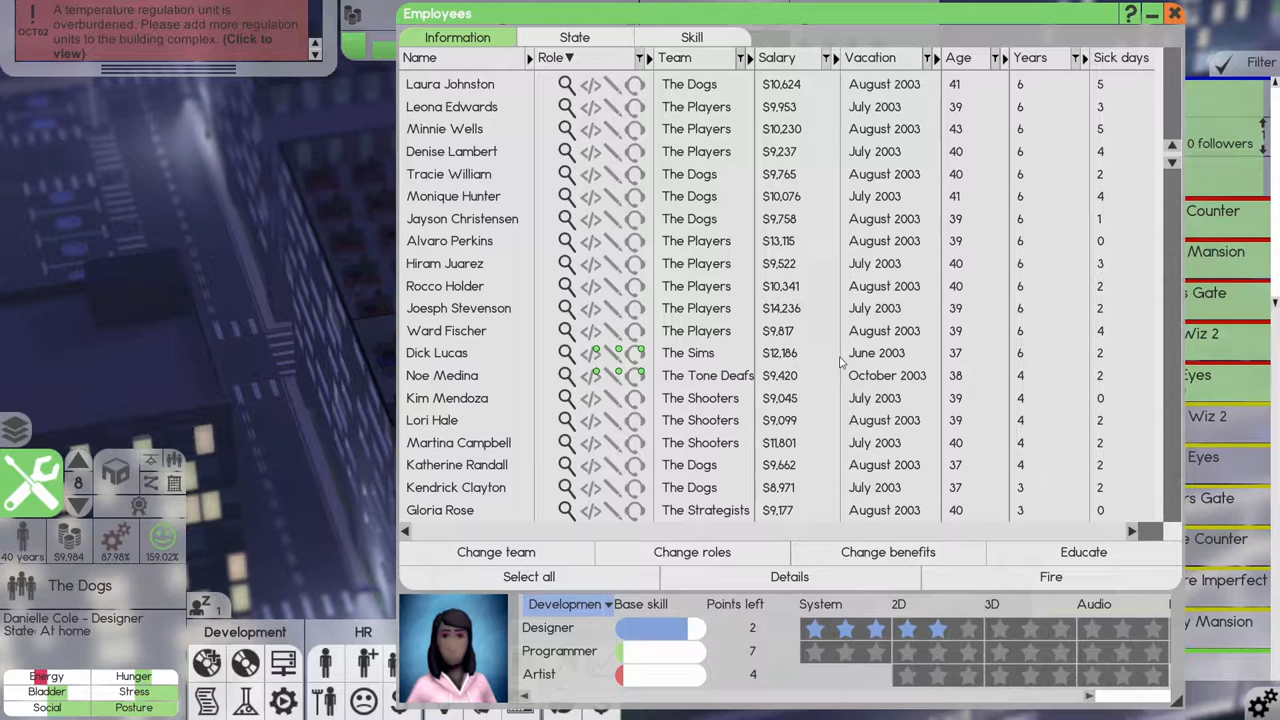 A temperature regulation unit is
overburdened. Please add more regulation
units to the building complex. (Click to
view)
OCT02
Employees
?
Information State Skill
Name Role Team Salary Vacation Age Years Sick days
Laura Johnston The Dogs $10,624 August 2003 41 6 5
Leona Edwards The Players $9,953 July 2003 39 6 3
Minnie Wells The Players $10,230 August 2003 43 6 5
Denise Lambert The Players $9,237 July 2003 40 6 4
Tracie William The Players $9,765 August 2003 40 6 2
Monique Hunter The Dogs $10,076 July 2003 41 6 4
Jayson Christensen The Dogs $9,758 August 2003 39 6 1
Alvaro Perkins The Players $13,115 August 2003 39 6 0
Hiram Juarez The Players $9,522 July 2003 40 6 3
Rocco Holder The Players $10,341 August 2003 40 6 2
Joesph Stevenson The Players $14,236 July 2003 39 6 2
Ward Fischer The Players $9,817 August 2003 39 6 4
Dick Lucas The Sims $12,186 June 2003 37 6 2
Noe Medina The Tone Deafs $9,420 October 2003 38 4 2
Kim Mendoza The Shooters $9,045 July 2003 39 4 0
Lori Hale The Shooters $9,099 August 2003 39 4 2
Martina Campbell The Shooters $11,801 July 2003 40 4 2
Katherine Randall The Dogs $9,662 August 2003 37 4 2
Kendrick Clayton The Dogs $8,971 July 2003 37 3 2
Gloria Rose The Strategists $9,177 August 2003 40 3 0
Change team Change roles Change benefits Educate
Select all Details Fire
Developmen Base skill Points left System 2D 3D Audio
Designer 2
Programmer 7
Artist 4
Filter
0 followers
1
Counter
Mansion
s Gate
Wiz 2
Eyes
Wiz 2
Eyes
rs Gate
e Counter
re Imperfect
y Mansion
8
40 years $9,984 87.98% 159.02%
The Dogs
Danielle Cole - Designer
State: At home
Z 1
Energy Hunger
Bladder Stress
Social Posture
Development HR